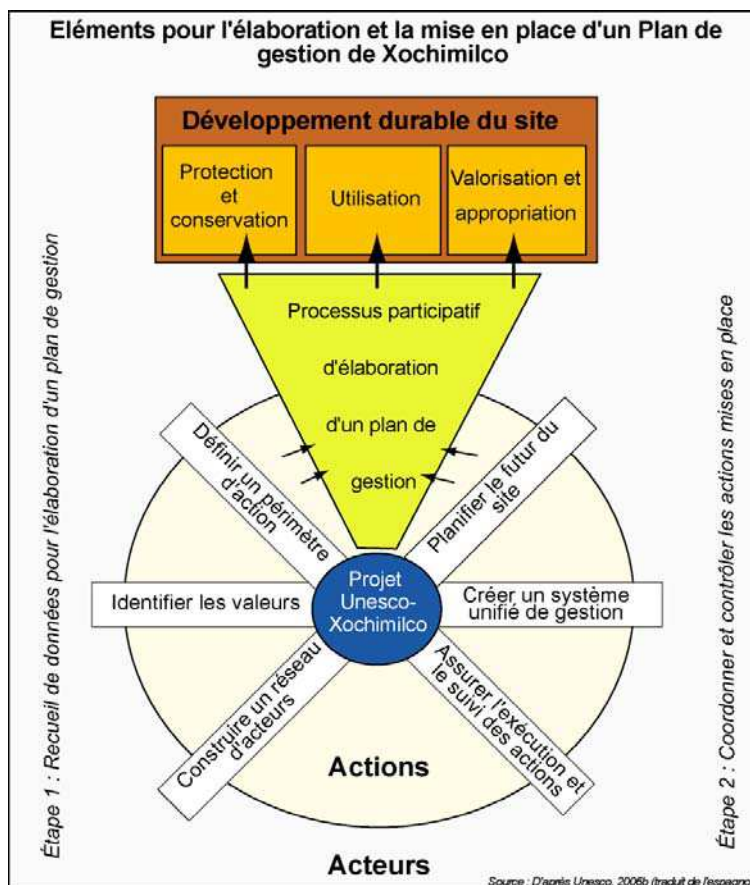 Eléments pour l'élaboration et la mise en place d'un Plan de
gestion de Xochimilco
Développement durable du site
Protection
et
conservation
Utilisation
Valorisation et
appropriation
Processus participatif
d'élaboration
d'un plan de
gestion
Étape 1 : Recueil de données pour l'élaboration d'un plan de gestion
Définir un périmètre
d'action
Identifier les valeurs
Construire un réseau
d'acteurs
Projet
Unesco-
Xochimilco
Planifier le futur du
site
Créer un système
unifié de gestion
Assurer l'exécution et
le suivi des actions
Étape 2 : Coordonner et contrôler les actions mises en place
Actions
Acteurs
Source : D'après Unesco, 2006b (traduit de l'espagno